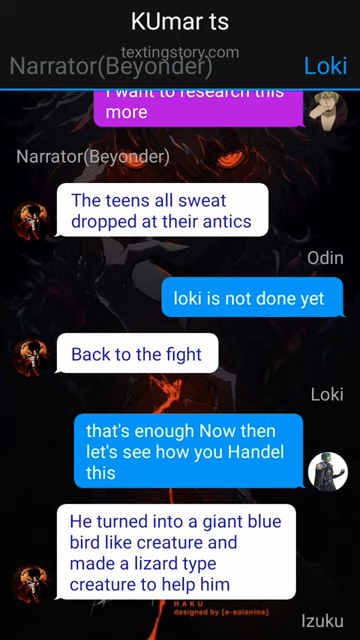 KUmar ts
textingstory.com
Narrator(Beyonder)
Loki
I want to research this
more
Narrator(Beyonder)
The teens all sweat
dropped at their antics
Odin
loki is not done yet
Back to the fight
Loki
that's enough Now then
let's see how you Handel
this
He turned into a giant blue
bird like creature and
made a lizard type
creature to help him
HAKU
designed by [a-solanine]
Izuku